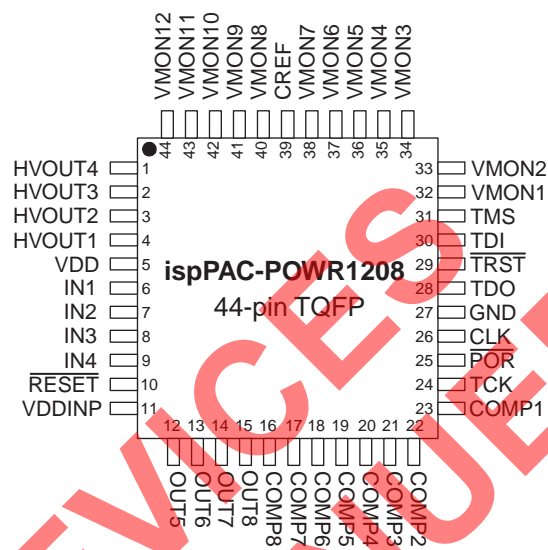 VMON12 VMON11 VMON10 VMON9 VMON8 CREF VMON7 VMON6 VMON5 VMON4 VMON3
44 43 42 41 40 39 38 37 36 35 34
HVOUT4 1
HVOUT3 2
HVOUT2 3
HVOUT1 4
VDD 5
IN1 6
IN2 7
IN3 8
IN4 9
RESET 10
VDDINP 11
ispPAC-POWR1208
44-pin TQFP
33 VMON2
32 VMON1
31 TMS
30 TDI
29 TRST
28 TDO
27 GND
26 CLK
25 POR
24 TCK
23 COMP1
12 13 14 15 16 17 18 19 20 21 22
OUT5 OUT6 OUT7 OUT8 COMP8 COMP7 COMP6 COMP5 COMP4 COMP3 COMP2
EVICES
NUE